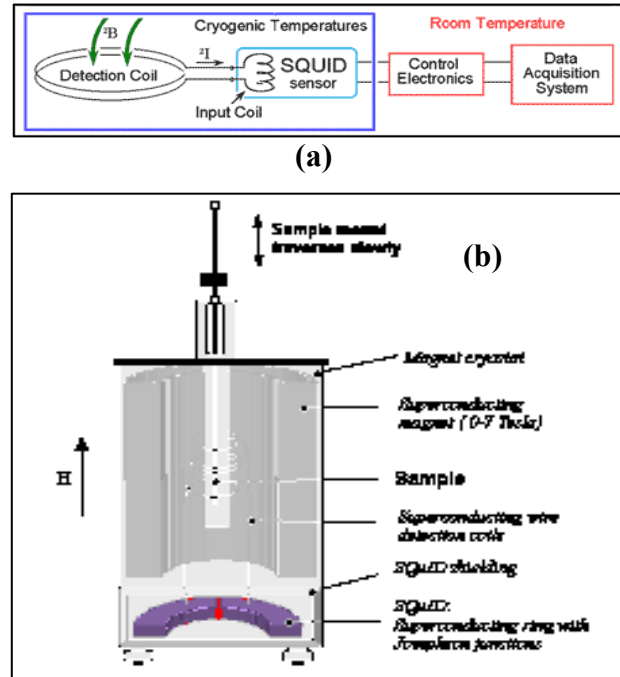 Cryogenic Temperatures
Room Temperature
²B
Detection Coil
²I
SQUID
sensor
Input Coil
Control
Electronics
Data
Acquisition
System
(a)
Sample mount
traverses slowly
(b)
Magnet cryostat
Superconducting
magnet (0-7 Tesla)
H
Sample
Superconducting wire
detection coils
SQuID shielding
SQuID:
Superconducting ring with
Josephson junctions